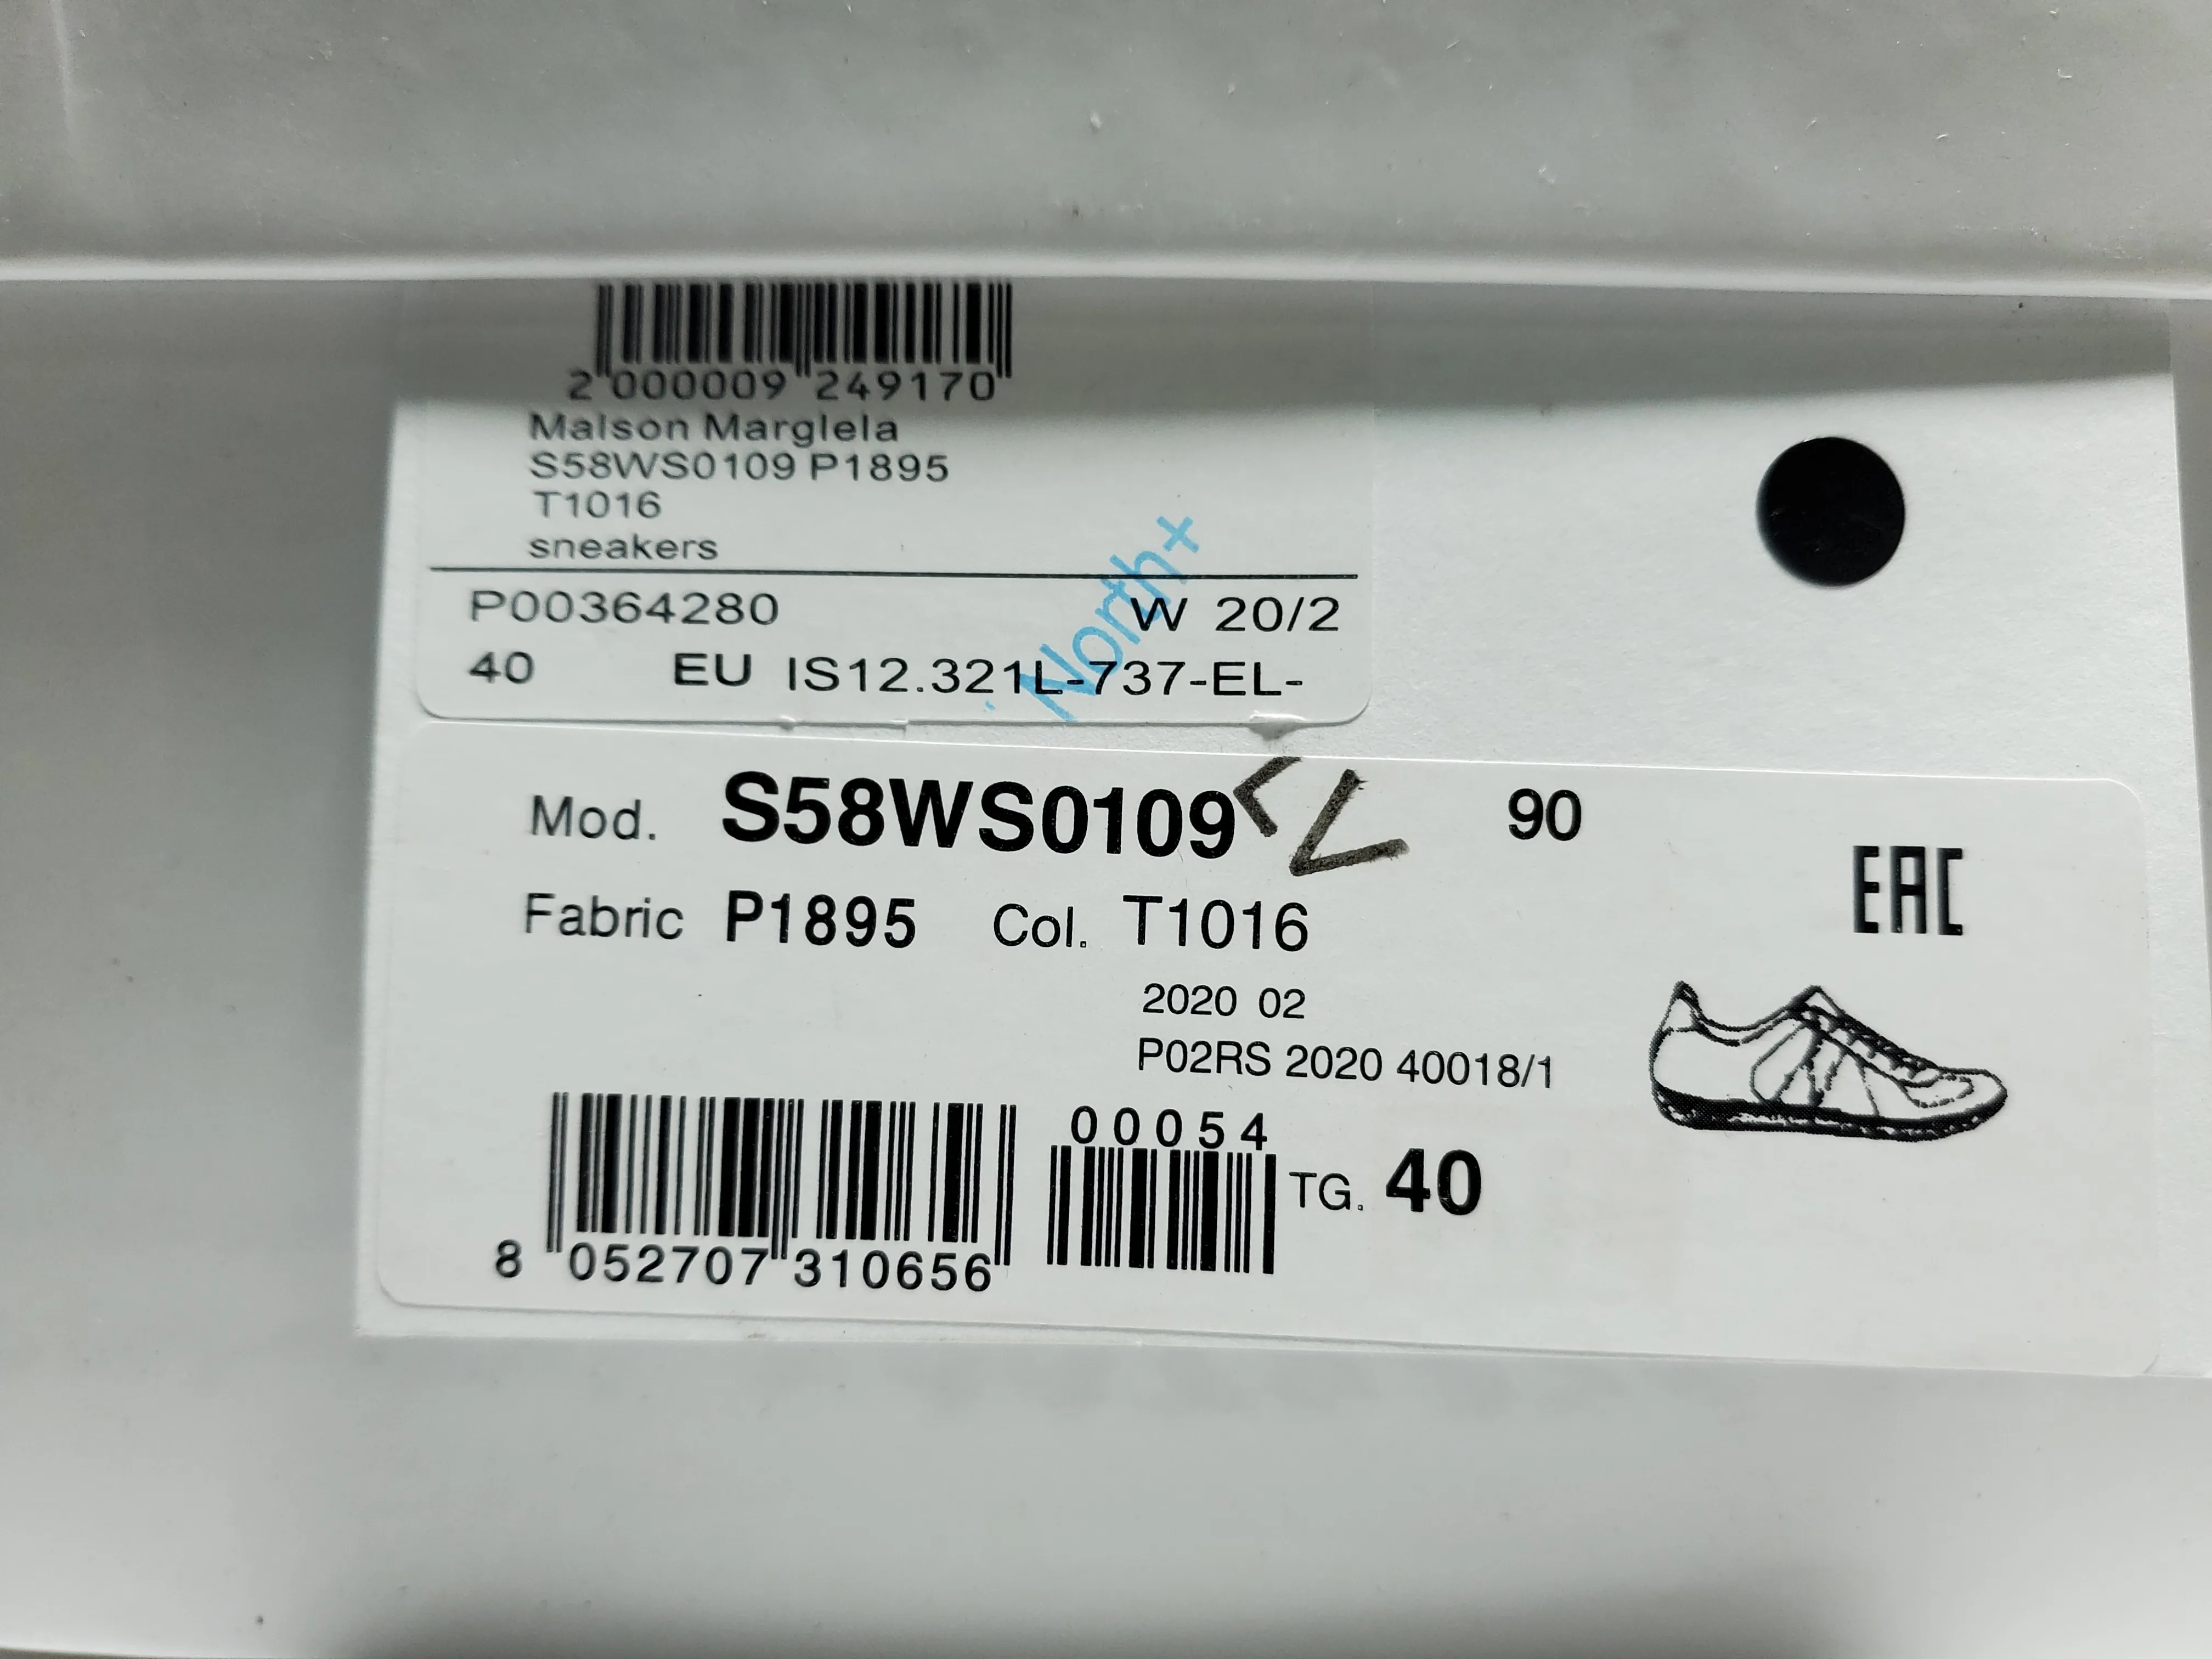 2 000009 249170
Maison Margiela
S58WS0109 P1895
T1016
sneakers
North+
P00364280 W 20/2
40 EU IS12.321L-737-EL-
Mod. S58WS0109 90
EAC
Fabric P1895 Col. T1016
2020 02
P02RS 2020 40018/1
00054
TG. 40
8 052707 310656